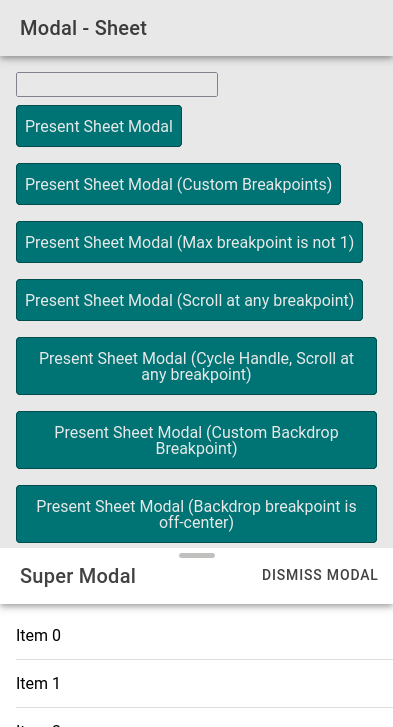 Modal - Sheet
Present Sheet Modal
Present Sheet Modal (Custom Breakpoints)
Present Sheet Modal (Max breakpoint is not 1)
Present Sheet Modal (Scroll at any breakpoint)
Present Sheet Modal (Cycle Handle, Scroll at
any breakpoint)
Present Sheet Modal (Custom Backdrop
Breakpoint)
Present Sheet Modal (Backdrop breakpoint is
off-center)
Super Modal
DISMISS MODAL
Item 0
Item 1